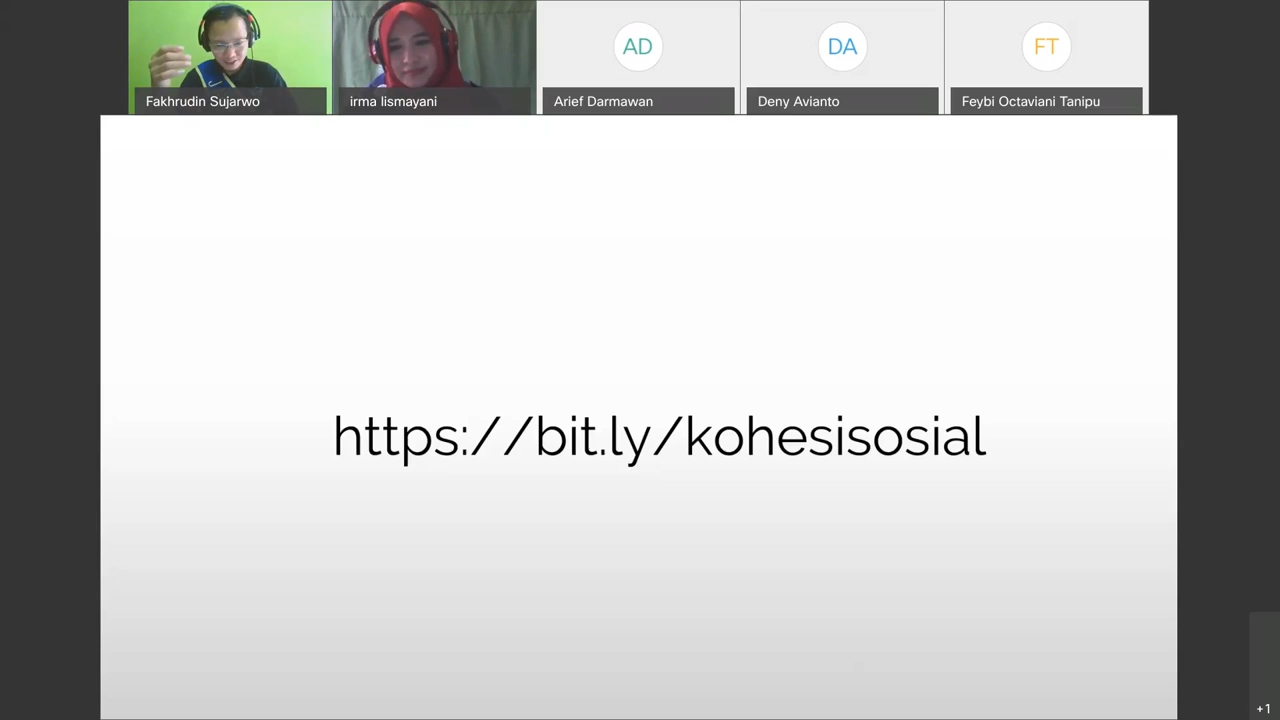 AD
DA
FT
Fakhrudin Sujarwo
irma lismayani
Arief Darmawan
Deny Avianto
Feybi Octaviani Tanipu
https://bit.ly/kohesisosial
+1